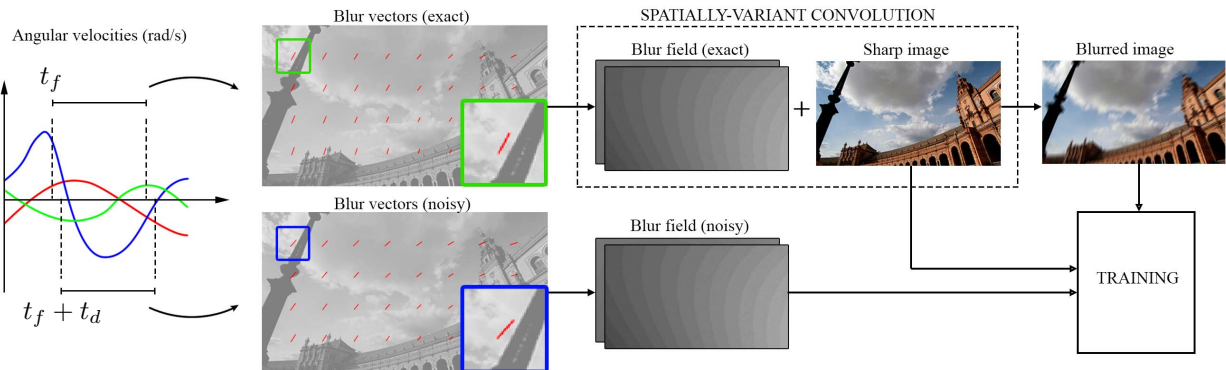 SPATIALLY-VARIANT CONVOLUTION
Blur vectors (exact)
Angular velocities (rad/s)
Blur field (exact)
Sharp image
Blurred image
t_f
+
Blur vectors (noisy)
Blur field (noisy)
TRAINING
t_f + t_d